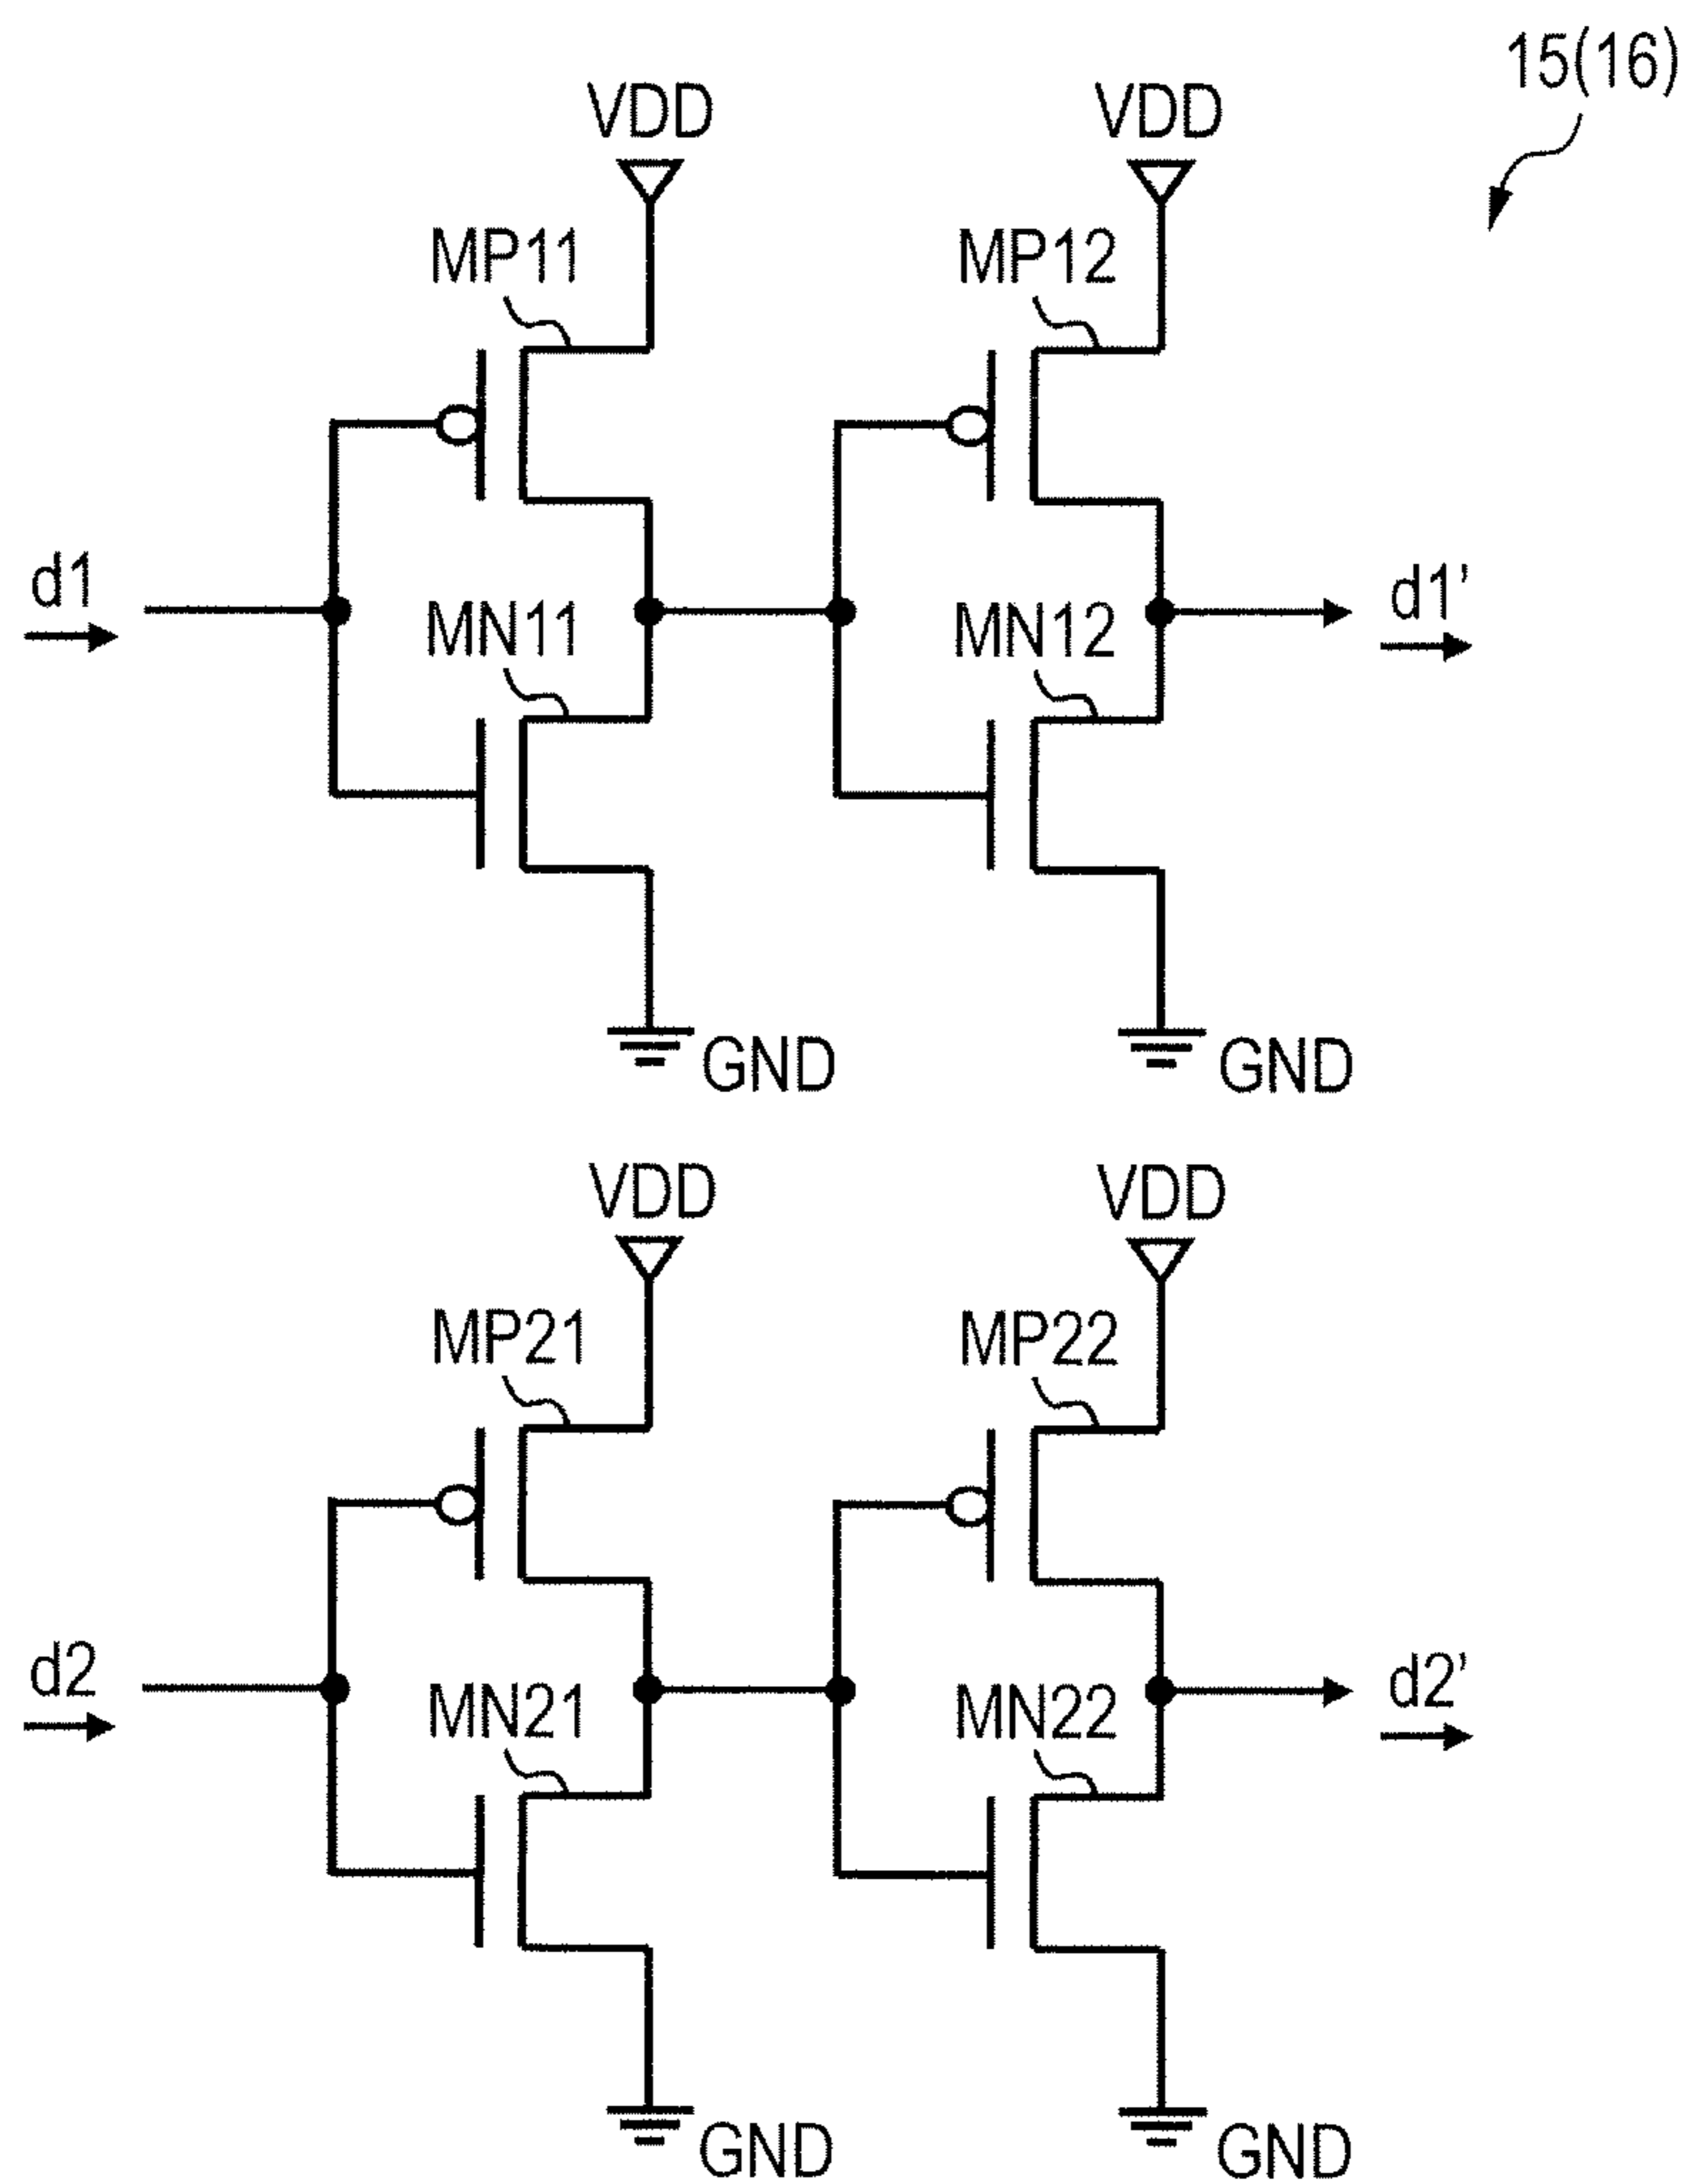 15(16)
VDD
VDD
MP11
MP12
d1
MN11
MN12
d1’
GND
GND
VDD
VDD
MP21
MP22
d2
MN21
MN22
d2’
GND
GND